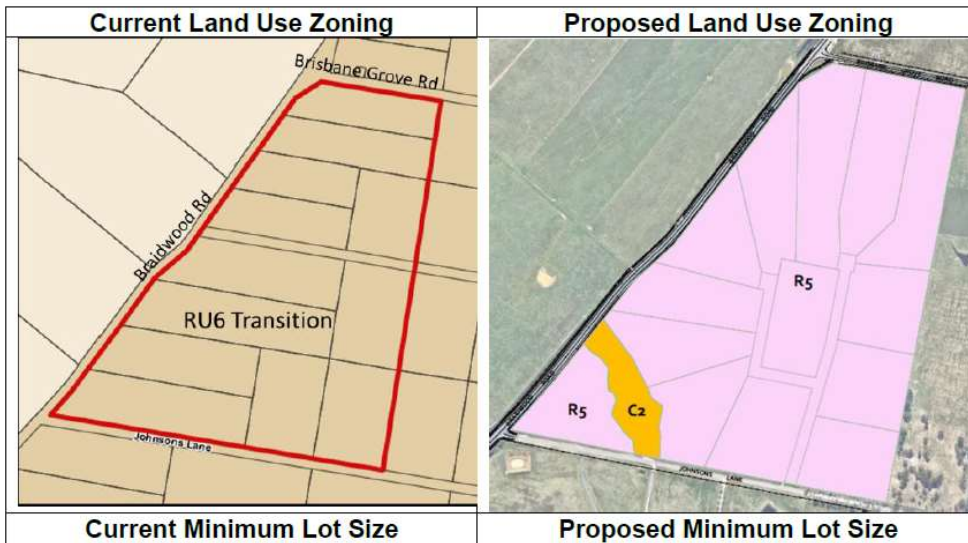 Current Land Use Zoning
Proposed Land Use Zoning
Brisbane Grove Rd
Braidwood Rd
RU6 Transition
Johnsons Lane
R5
R5
C2
JOHNSONS LANE
Current Minimum Lot Size
Proposed Minimum Lot Size